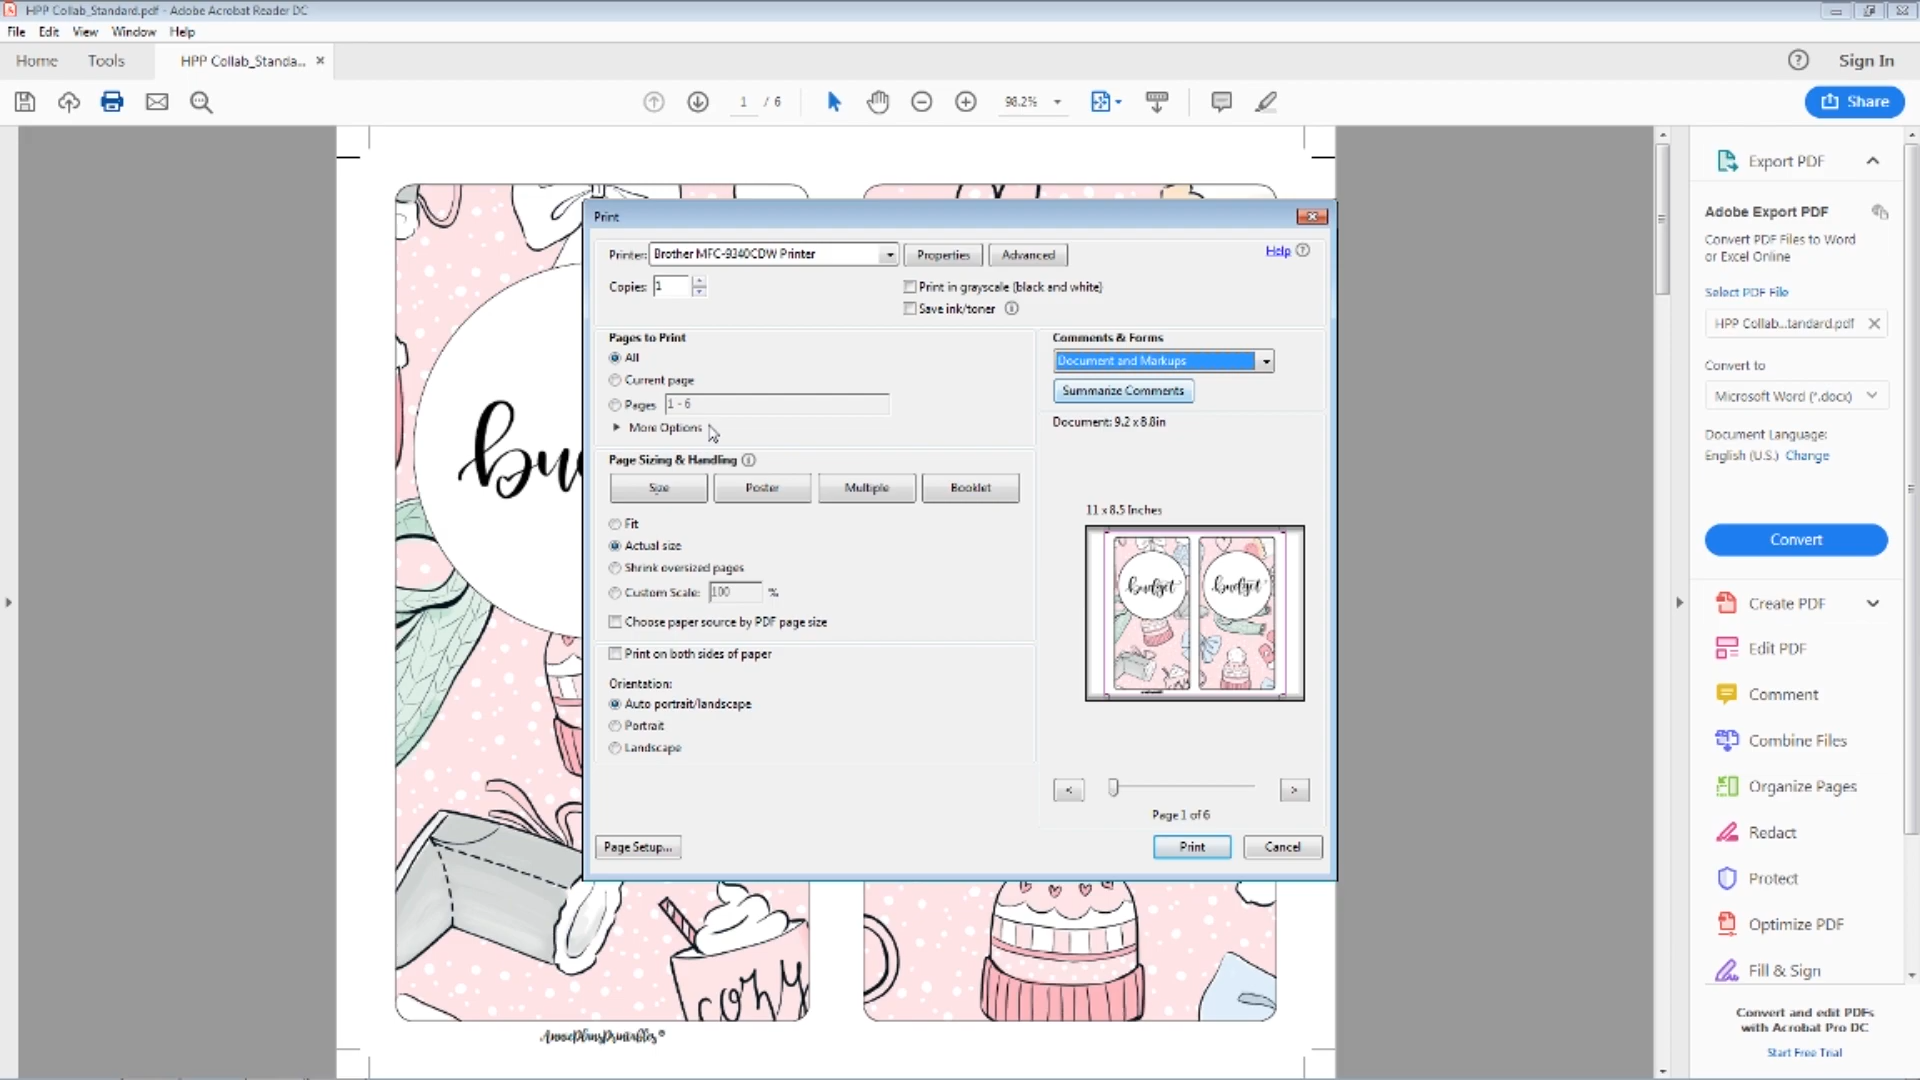 HPP Collab_Standard.pdf - Adobe Acrobat Reader DC
File Edit View Window Help
Home Tools HPP Collab_Standa... ×
Sign In
1 / 6
98.2%
Share
Print
Printer: Brother MFC-9340CDW Printer
Properties
Advanced
Help
Copies: 1
Print in grayscale (black and white)
Save ink/toner
Pages to Print
All
Current page
Pages 1 - 6
More Options
Comments & Forms
Document and Markups
Summarize Comments
Document: 9.2 x 8.8in
Page Sizing & Handling
Size
Poster
Multiple
Booklet
Fit
Actual size
Shrink oversized pages
Custom Scale: 100 %
Choose paper source by PDF page size
Print on both sides of paper
Orientation:
Auto portrait/landscape
Portrait
Landscape
11 x 8.5 Inches
budget
budget
<
>
Page 1 of 6
Page Setup...
Print
Cancel
bu
cozy
AnniePlansPrintables®
Export PDF
Adobe Export PDF
Convert PDF Files to Word
or Excel Online
Select PDF File
HPP Collab...tandard.pdf
Convert to
Microsoft Word (*.docx)
Document Language:
English (U.S.) Change
Convert
Create PDF
Edit PDF
Comment
Combine Files
Organize Pages
Redact
Protect
Optimize PDF
Fill & Sign
Convert and edit PDFs
with Acrobat Pro DC
Start Free Trial